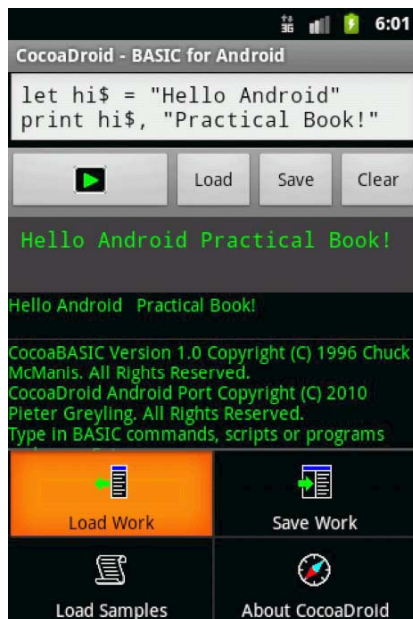 3G 6:01
CocoaDroid - BASIC for Android
let hi$ = "Hello Android"
print hi$, "Practical Book!"
Load Save Clear
Hello Android Practical Book!
Hello Android Practical Book!
CocoaBASIC Version 1.0 Copyright (C) 1996 Chuck
McManis. All Rights Reserved.
CocoaDroid Android Port Copyright (C) 2010
Pieter Greyling. All Rights Reserved.
Type in BASIC commands, scripts or programs
Load Work Save Work
Load Samples About CocoaDroid